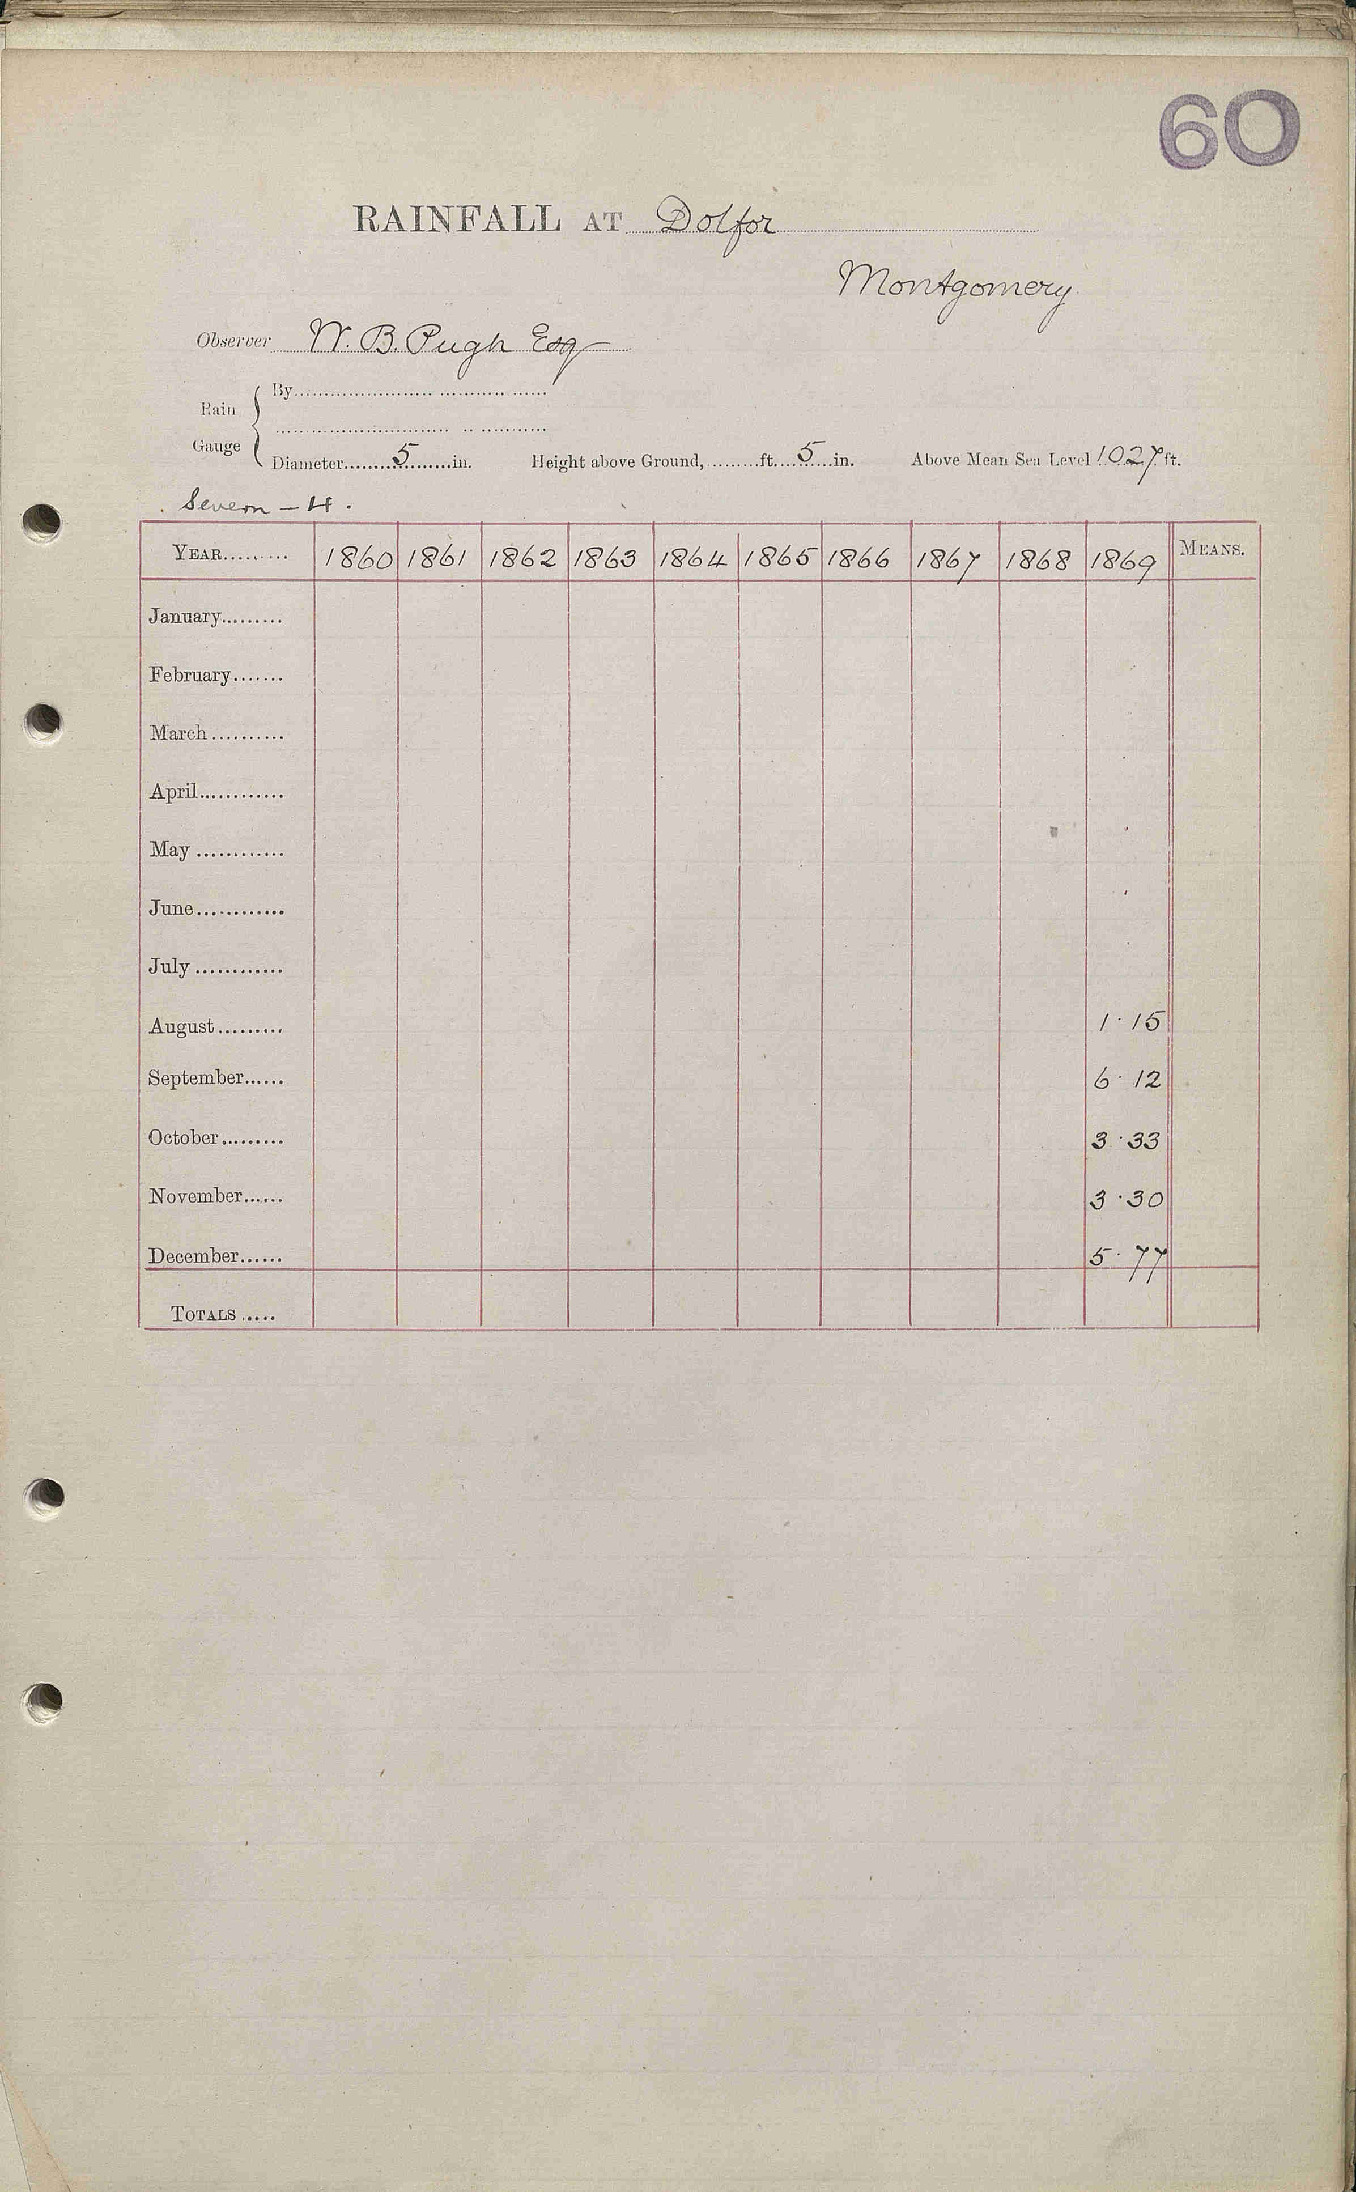 60
RAINFALL AT Dolfor
Montgomery
Observer W. B. Pugh Esq
Rain Gauge { By
Diameter 5 in. Height above Ground, ft. 5 in. Above Mean Sea Level 1027 ft.
Severn - 4.
YEAR 1860 1861 1862 1863 1864 1865 1866 1867 1868 1869 MEANS.
January
February
March
April
May
June
July
August 1.15
September 6.12
October 3.33
November 3.30
December 5.77
TOTALS